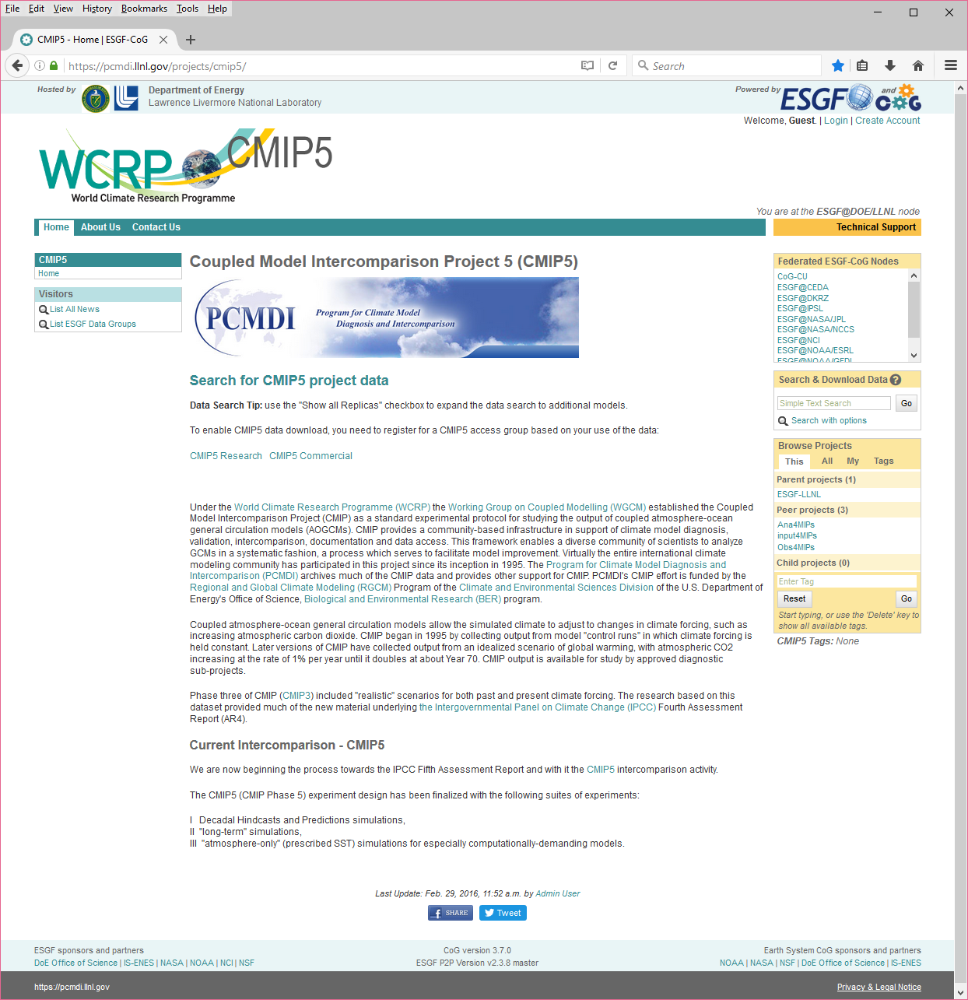 File Edit View History Bookmarks Tools Help
CMIP5 - Home | ESGF-CoG
https://pcmdi.llnl.gov/projects/cmip5/
Search
Hosted by
Department of Energy
Lawrence Livermore National Laboratory
Powered by ESGF and CoG
Welcome, Guest. | Login | Create Account
WCRP CMIP5
World Climate Research Programme
You are at the ESGF@DOE/LLNL node
Home About Us Contact Us
Technical Support
CMIP5
Home
Visitors
List All News
List ESGF Data Groups
Coupled Model Intercomparison Project 5 (CMIP5)
PCMDI
Program for Climate Model
Diagnosis and Intercomparison
Search for CMIP5 project data
Data Search Tip: use the "Show all Replicas" checkbox to expand the data search to additional models.
To enable CMIP5 data download, you need to register for a CMIP5 access group based on your use of the data:
CMIP5 Research CMIP5 Commercial
Under the World Climate Research Programme (WCRP) the Working Group on Coupled Modelling (WGCM) established the Coupled
Model Intercomparison Project (CMIP) as a standard experimental protocol for studying the output of coupled atmosphere-ocean
general circulation models (AOGCMs). CMIP provides a community-based infrastructure in support of climate model diagnosis,
validation, intercomparison, documentation and data access. This framework enables a diverse community of scientists to analyze
GCMs in a systematic fashion, a process which serves to facilitate model improvement. Virtually the entire international climate
modeling community has participated in this project since its inception in 1995. The Program for Climate Model Diagnosis and
Intercomparison (PCMDI) archives much of the CMIP data and provides other support for CMIP. PCMDI's CMIP effort is funded by the
Regional and Global Climate Modeling (RGCM) Program of the Climate and Environmental Sciences Division of the U.S. Department of
Energy's Office of Science, Biological and Environmental Research (BER) program.
Coupled atmosphere-ocean general circulation models allow the simulated climate to adjust to changes in climate forcing, such as
increasing atmospheric carbon dioxide. CMIP began in 1995 by collecting output from model "control runs" in which climate forcing is
held constant. Later versions of CMIP have collected output from an idealized scenario of global warming, with atmospheric CO2
increasing at the rate of 1% per year until it doubles at about Year 70. CMIP output is available for study by approved diagnostic
sub-projects.
Phase three of CMIP (CMIP3) included "realistic" scenarios for both past and present climate forcing. The research based on this
dataset provided much of the new material underlying the Intergovernmental Panel on Climate Change (IPCC) Fourth Assessment
Report (AR4).
Current Intercomparison - CMIP5
We are now beginning the process towards the IPCC Fifth Assessment Report and with it the CMIP5 intercomparison activity.
The CMIP5 (CMIP Phase 5) experiment design has been finalized with the following suites of experiments:
I Decadal Hindcasts and Predictions simulations,
II "long-term" simulations,
III "atmosphere-only" (prescribed SST) simulations for especially computationally-demanding models.
Last Update: Feb. 29, 2016, 11:52 a.m. by Admin User
SHARE Tweet
Federated ESGF-CoG Nodes
CoG-CU
ESGF@CEDA
ESGF@DKRZ
ESGF@IPSL
ESGF@NASA/JPL
ESGF@NASA/NCCS
ESGF@NCI
ESGF@NOAA/ESRL
ESGF@NOAA/GFDL
Search & Download Data ?
Simple Text Search Go
Search with options
Browse Projects
This All My Tags
Parent projects (1)
ESGF-LLNL
Peer projects (3)
Ana4MIPs
input4MIPs
Obs4MIPs
Child projects (0)
Enter Tag
Reset Go
Start typing, or use the 'Delete' key to
show all available tags.
CMIP5 Tags: None
ESGF sponsors and partners
DoE Office of Science | IS-ENES | NASA | NOAA | NCI | NSF
CoG version 3.7.0
ESGF P2P Version v2.3.8 master
Earth System CoG sponsors and partners
NOAA | NASA | NSF | DoE Office of Science | IS-ENES
https://pcmdi.llnl.gov
Privacy & Legal Notice